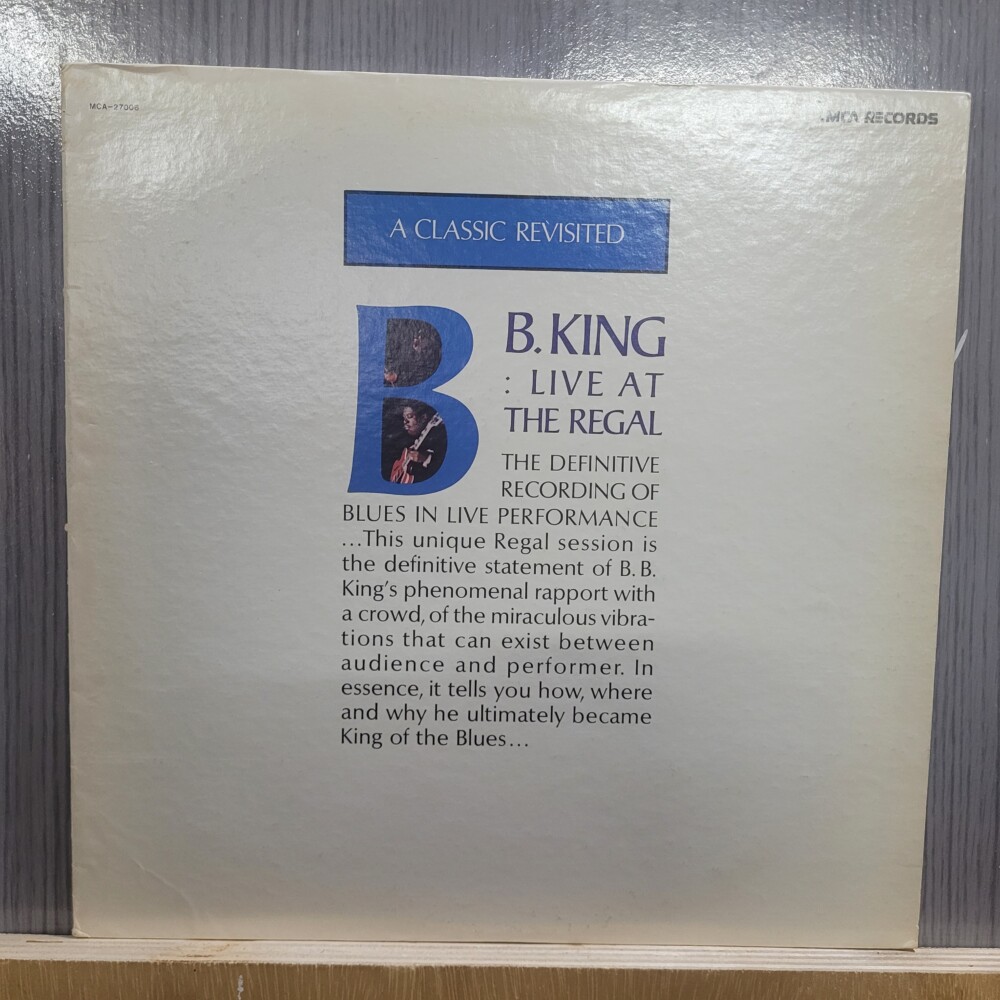 MCA-27006
MCA RECORDS
A CLASSIC REVISITED
B B. KING
: LIVE AT
THE REGAL
THE DEFINITIVE
RECORDING OF
BLUES IN LIVE PERFORMANCE
...This unique Regal session is
the definitive statement of B. B.
King's phenomenal rapport with
a crowd, of the miraculous vibra-
tions that can exist between
audience and performer. In
essence, it tells you how, where
and why he ultimately became
King of the Blues...